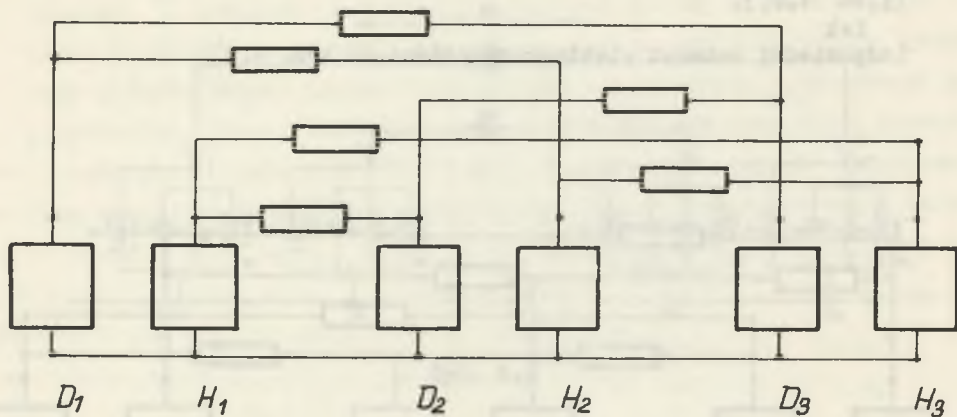 D₁ H₁ D₂ H₂ D₃ H₃